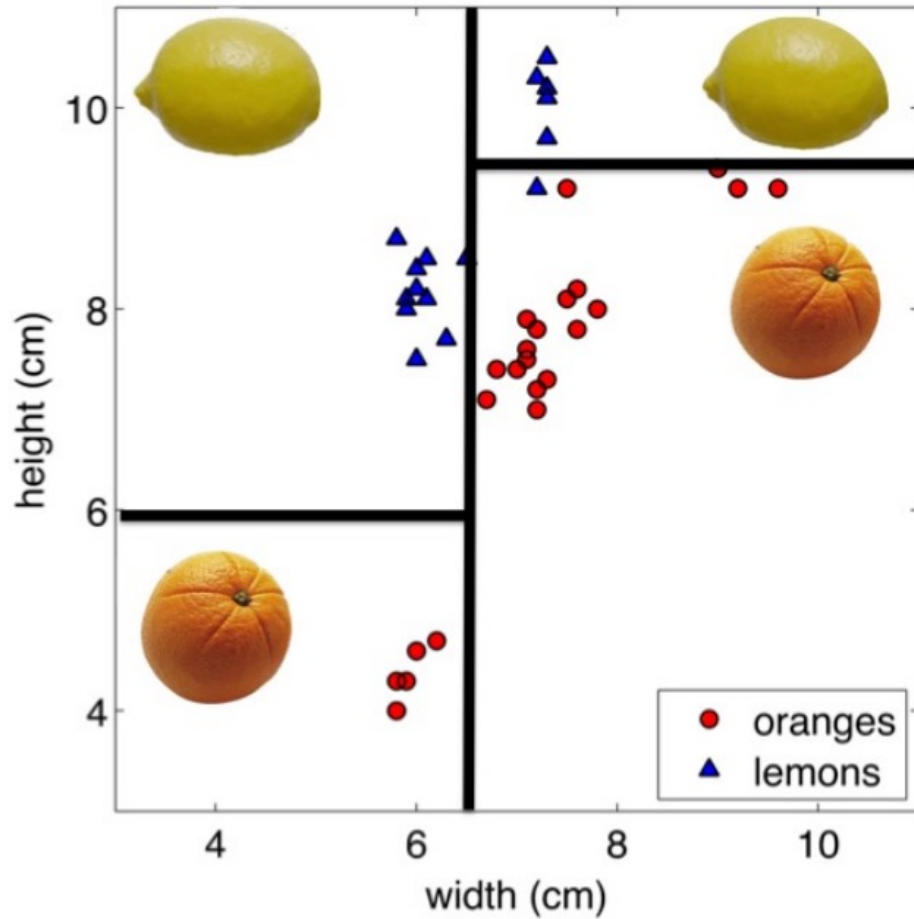 10
8
6
4
height (cm)
oranges
lemons
4 6 8 10
width (cm)